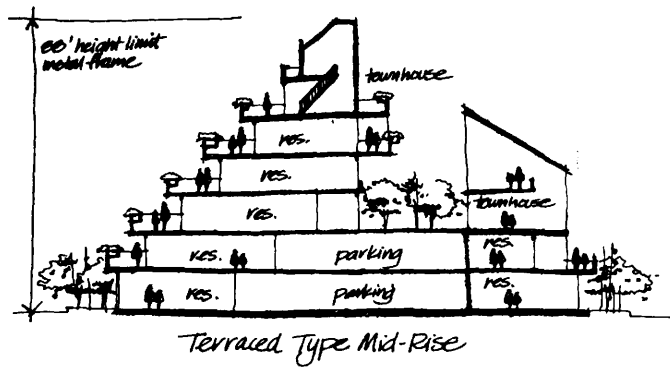 88' height limit
metal-frame
townhouse
res.
res.
res.
townhouse
res. parking res.
res. parking res.
Terraced Type Mid-Rise